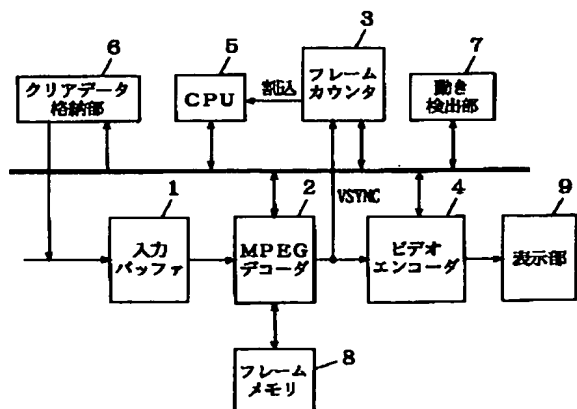 6
クリアデータ
格納部
5
CPU
割込
3
フレーム
カウンタ
7
動き
検出部
1
入力
バッファ
2
MPEG
デコーダ
VSYNC
4
ビデオ
エンコーダ
9
表示部
フレーム
メモリ
8